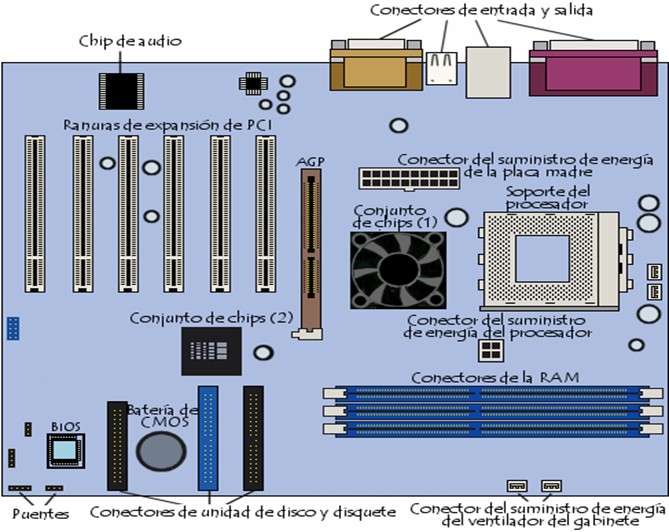 Conectores de entrada y salida
Chip de audio
Ranuras de expansión de PCI
AGP
Conector del suministro de energía
de la placa madre
Soporte del
procesador
Conjunto
de chips (1)
Conjunto de chips (2)
Conector del suministro
de energía del procesador
Conectores de la RAM
Batería de
CMOS
BIOS
Puentes
Conectores de unidad de disco y disquete
Conector del suministro de energía
del ventilador del gabinete